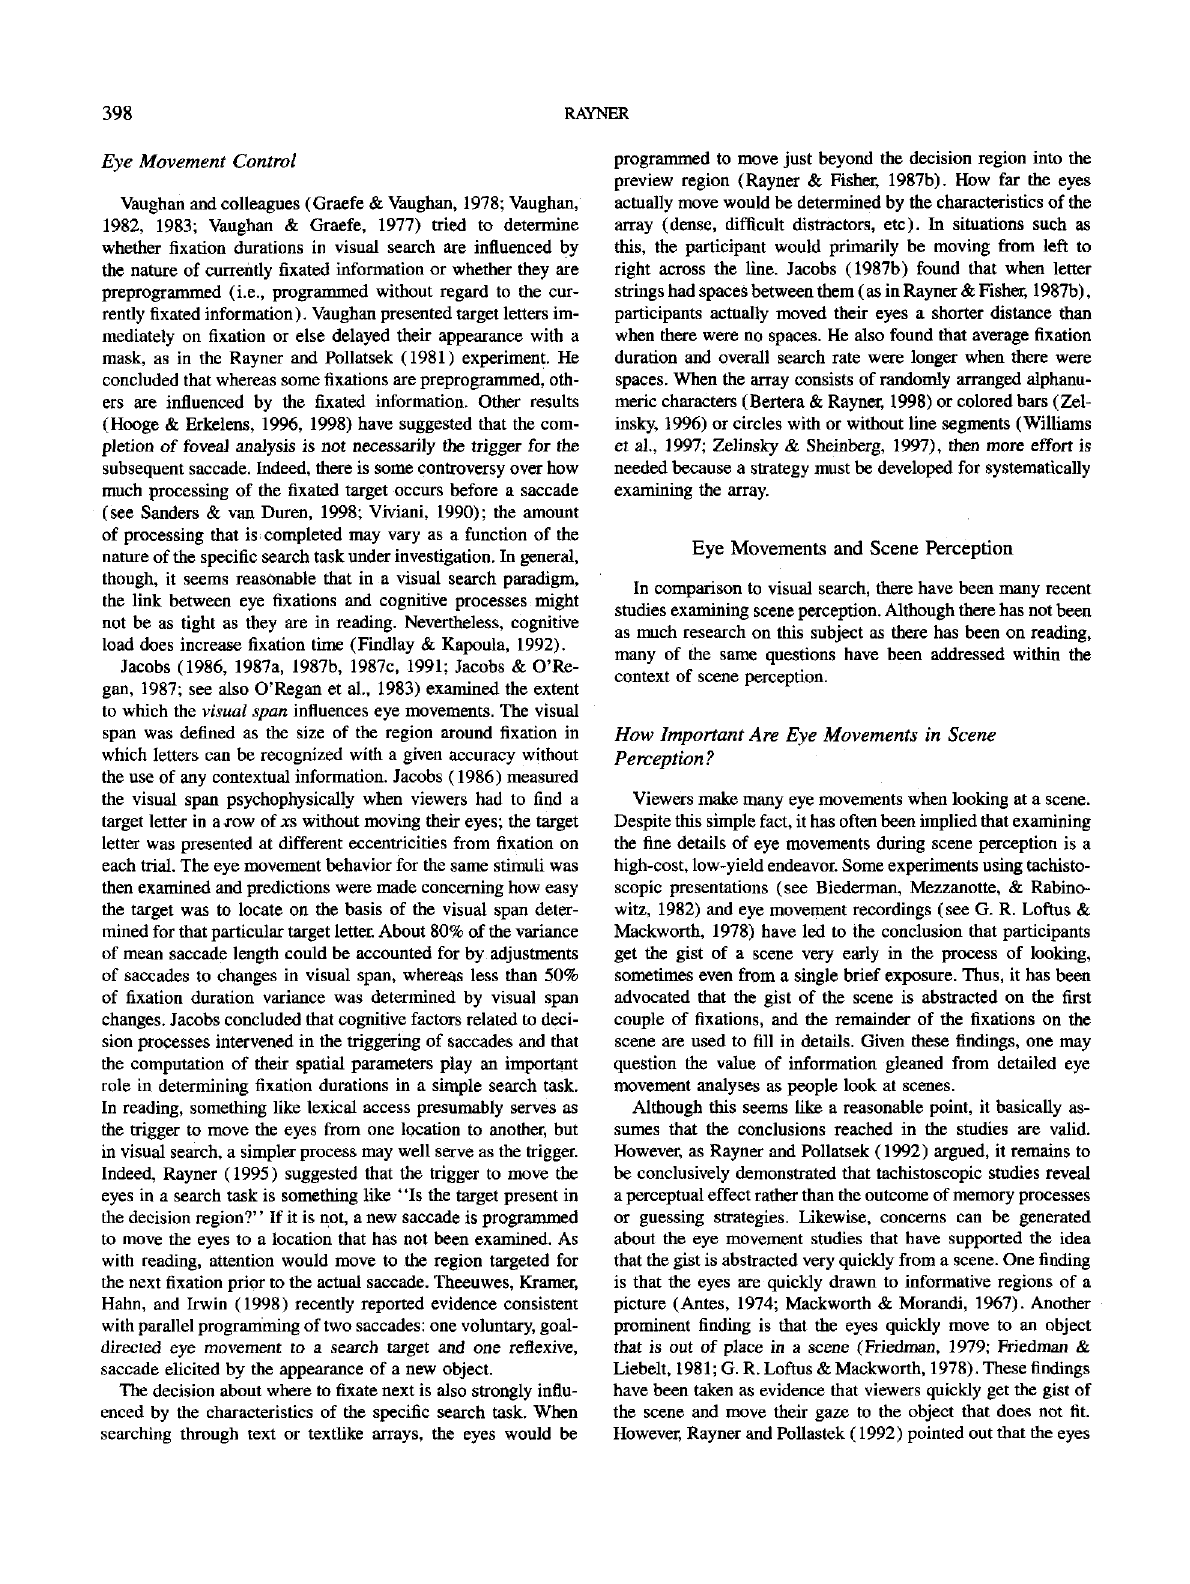 398
RAYNER
Eye Movement Control
Vaughan and colleagues (Graefe & Vaughan, 1978; Vaughan,
1982, 1983; Vaughan & Graefe, 1977) tried to determine
whether fixation durations in visual search are influenced by
the nature of currently fixated information or whether they are
preprogrammed (i.e., programmed without regard to the cur-
rently fixated information). Vaughan presented target letters im-
mediately on fixation or else delayed their appearance with a
mask, as in the Rayner and Pollatsek (1981) experiment. He
concluded that whereas some fixations are preprogrammed, oth-
ers are influenced by the fixated information. Other results
(Hooge & Erkelens, 1996, 1998) have suggested that the com-
pletion of foveal analysis is not necessarily the trigger for the
subsequent saccade. Indeed, there is some controversy over how
much processing of the fixated target occurs before a saccade
(see Sanders & van Duren, 1998; Viviani, 1990); the amount
of processing that is completed may vary as a function of the
nature of the specific search task under investigation. In general,
though, it seems reasonable that in a visual search paradigm,
the link between eye fixations and cognitive processes might
not be as tight as they are in reading. Nevertheless, cognitive
load does increase fixation time (Findlay & Kapoula, 1992).
Jacobs (1986, 1987a, 1987b, 1987c, 1991; Jacobs & O'Re-
gan, 1987; see also O'Regan et al., 1983) examined the extent
to which the visual span influences eye movements. The visual
span was defined as the size of the region around fixation in
which letters can be recognized with a given accuracy without
the use of any contextual information. Jacobs (1986) measured
the visual span psychophysically when viewers had to find a
target letter in a row of xs without moving their eyes; the target
letter was presented at different eccentricities from fixation on
each trial. The eye movement behavior for the same stimuli was
then examined and predictions were made concerning how easy
the target was to locate on the basis of the visual span deter-
mined for that particular target letter. About 80% of the variance
of mean saccade length could be accounted for by adjustments
of saccades to changes in visual span, whereas less than 50%
of fixation duration variance was determined by visual span
changes. Jacobs concluded that cognitive factors related to deci-
sion processes intervened in the triggering of saccades and that
the computation of their spatial parameters play an important
role in determining fixation durations in a simple search task.
In reading, something like lexical access presumably serves as
the trigger to move the eyes from one location to another, but
in visual search, a simpler process may well serve as the trigger.
Indeed, Rayner (1995) suggested that the trigger to move the
eyes in a search task is something like ''Is the target present in
the decision region?'' If it is not, a new saccade is programmed
to move the eyes to a location that has not been examined. As
with reading, attention would move to the region targeted for
the next fixation prior to the actual saccade. Theeuwes, Kramer,
Hahn, and Irwin (1998) recently reported evidence consistent
with parallel programming of two saccades: one voluntary, goal-
directed eye movement to a search target and one reflexive,
saccade elicited by the appearance of a new object.
The decision about where to fixate next is also strongly influ-
enced by the characteristics of the specific search task. When
searching through text or textlike arrays, the eyes would be
programmed to move just beyond the decision region into the
preview region (Rayner & Fisher, 1987b). How far the eyes
actually move would be determined by the characteristics of the
array (dense, difficult distractors, etc). In situations such as
this, the participant would primarily be moving from left to
right across the line. Jacobs (1987b) found that when letter
strings had spaces between them (as in Rayner & Fisher, 1987b),
participants actually moved their eyes a shorter distance than
when there were no spaces. He also found that average fixation
duration and overall search rate were longer when there were
spaces. When the array consists of randomly arranged alphanu-
meric characters (Bertera & Rayner, 1998) or colored bars (Zel-
insky, 1996) or circles with or without line segments (Williams
et al., 1997; Zelinsky & Sheinberg, 1997), then more effort is
needed because a strategy must be developed for systematically
examining the array.
Eye Movements and Scene Perception
In comparison to visual search, there have been many recent
studies examining scene perception. Although there has not been
as much research on this subject as there has been on reading,
many of the same questions have been addressed within the
context of scene perception.
How Important Are Eye Movements in Scene
Perception?
Viewers make many eye movements when looking at a scene.
Despite this simple fact, it has often been implied that examining
the fine details of eye movements during scene perception is a
high-cost, low-yield endeavor. Some experiments using tachisto-
scopic presentations (see Biederman, Mezzanotte, & Rabino-
witz, 1982) and eye movement recordings (see G. R. Loftus &
Mackworth, 1978) have led to the conclusion that participants
get the gist of a scene very early in the process of looking,
sometimes even from a single brief exposure. Thus, it has been
advocated that the gist of the scene is abstracted on the first
couple of fixations, and the remainder of the fixations on the
scene are used to fill in details. Given these findings, one may
question the value of information gleaned from detailed eye
movement analyses as people look at scenes.
Although this seems like a reasonable point, it basically as-
sumes that the conclusions reached in the studies are valid.
However, as Rayner and Pollatsek (1992) argued, it remains to
be conclusively demonstrated that tachistoscopic studies reveal
a perceptual effect rather than the outcome of memory processes
or guessing strategies. Likewise, concerns can be generated
about the eye movement studies that have supported the idea
that the gist is abstracted very quickly from a scene. One finding
is that the eyes are quickly drawn to informative regions of a
picture (Antes, 1974; Mackworth & Morandi, 1967). Another
prominent finding is that the eyes quickly move to an object
that is out of place in a scene (Friedman, 1979; Friedman &
Liebelt, 1981; G. R. Loftus & Mackworth, 1978). These findings
have been taken as evidence that viewers quickly get the gist of
the scene and move their gaze to the object that does not fit.
However, Rayner and Pollastek (1992) pointed out that the eyes